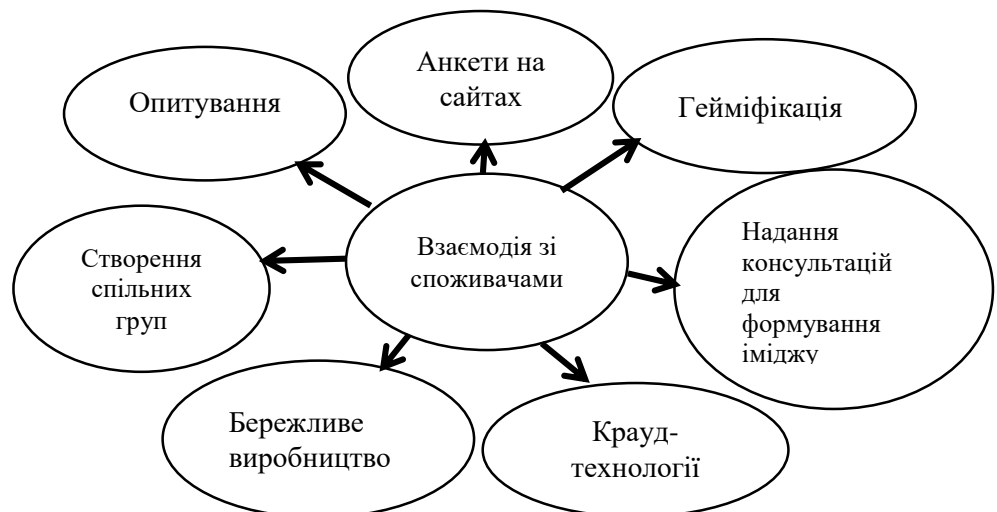 Анкети на
сайтах
Опитування
Гейміфікація
Взаємодія зі
споживачами
Створення
спільних
груп
Надання
консультацій
для
формування
іміджу
Бережливе
виробництво
Крауд-
технології